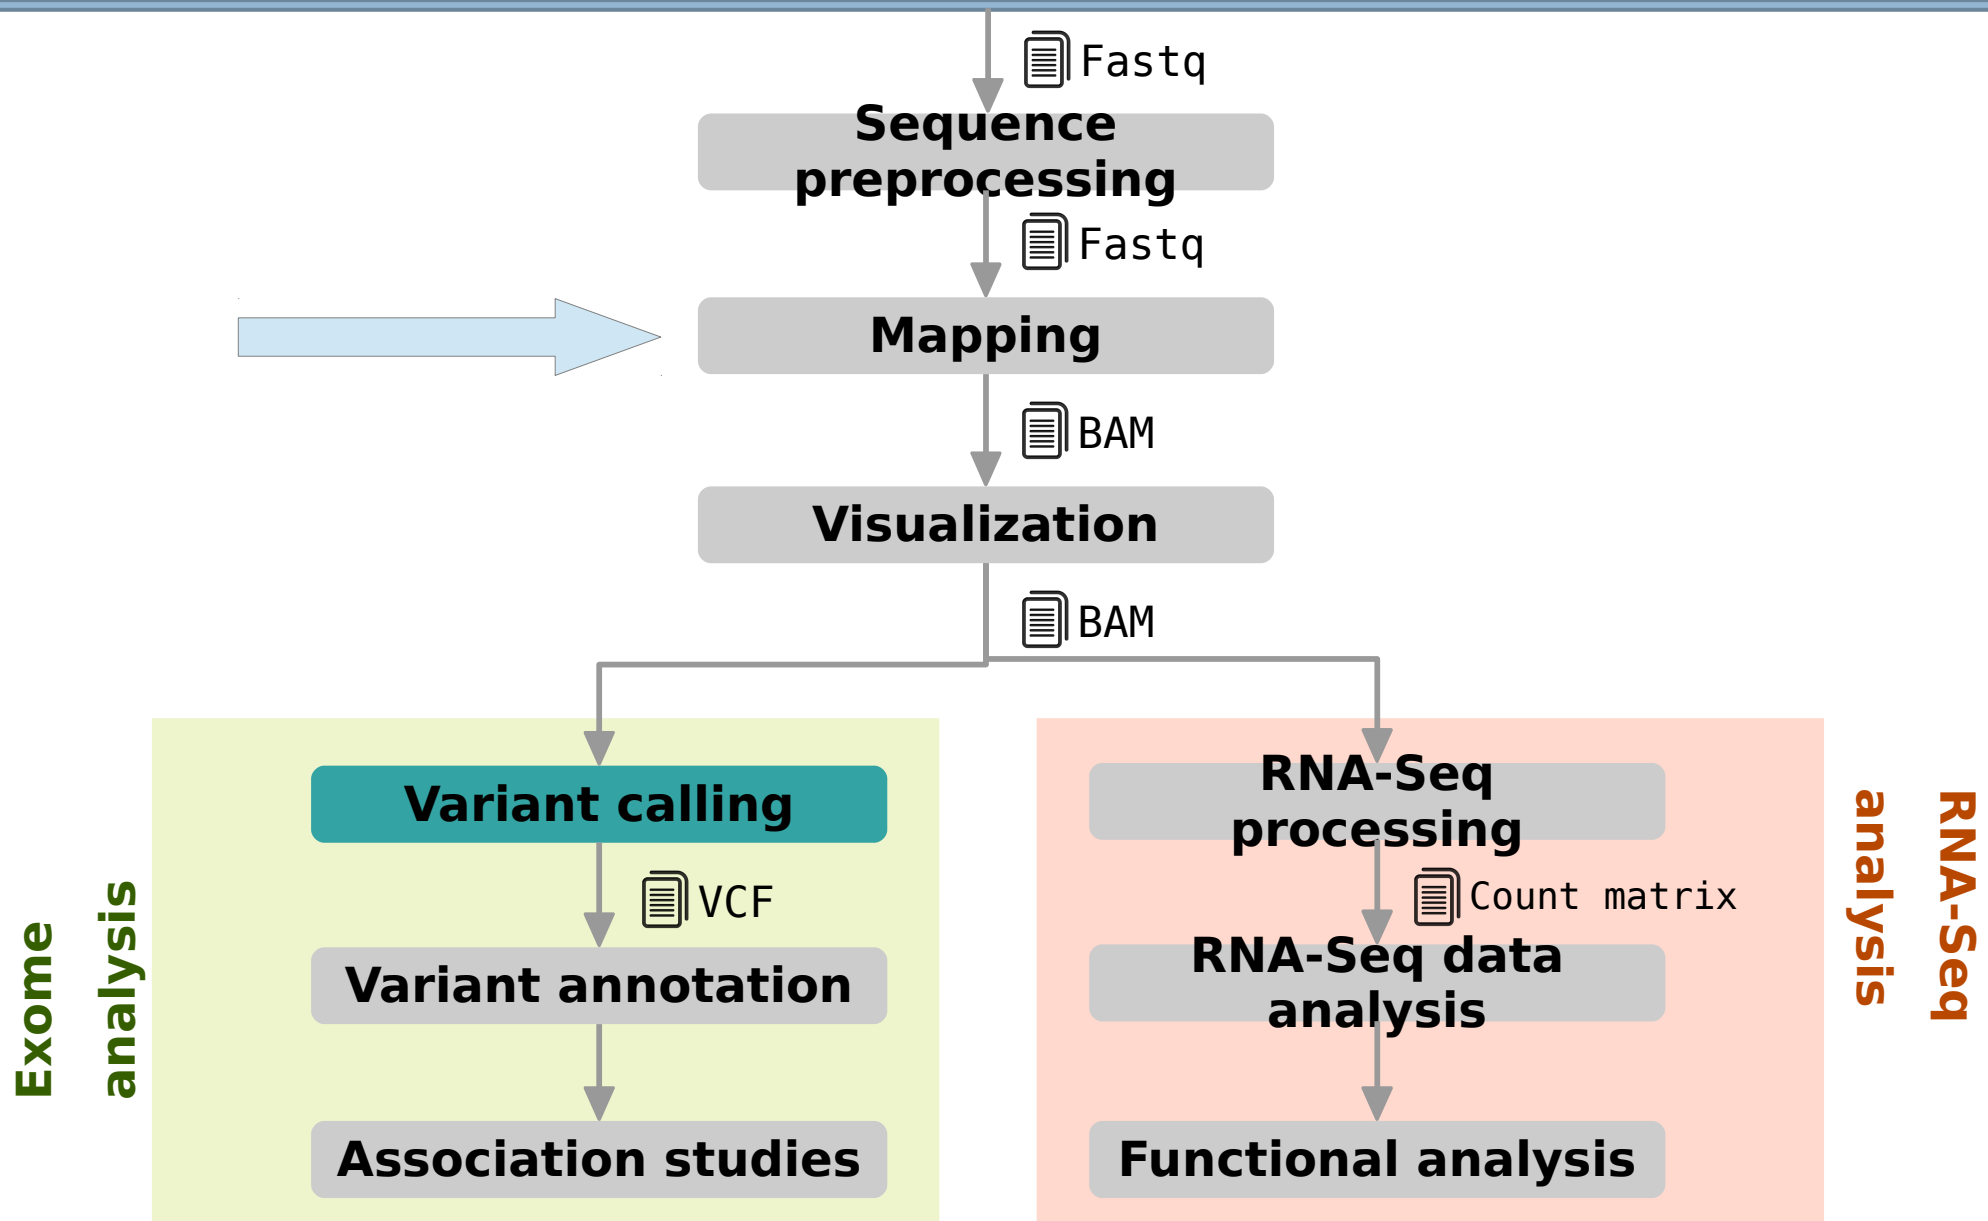 Fastq
Sequence
preprocessing
Fastq
Mapping
BAM
Visualization
BAM
Exome
analysis
Variant calling
VCF
Variant annotation
Association studies
RNA-Seq
processing
Count matrix
RNA-Seq data
analysis
Functional analysis
RNA-Seq
analysis